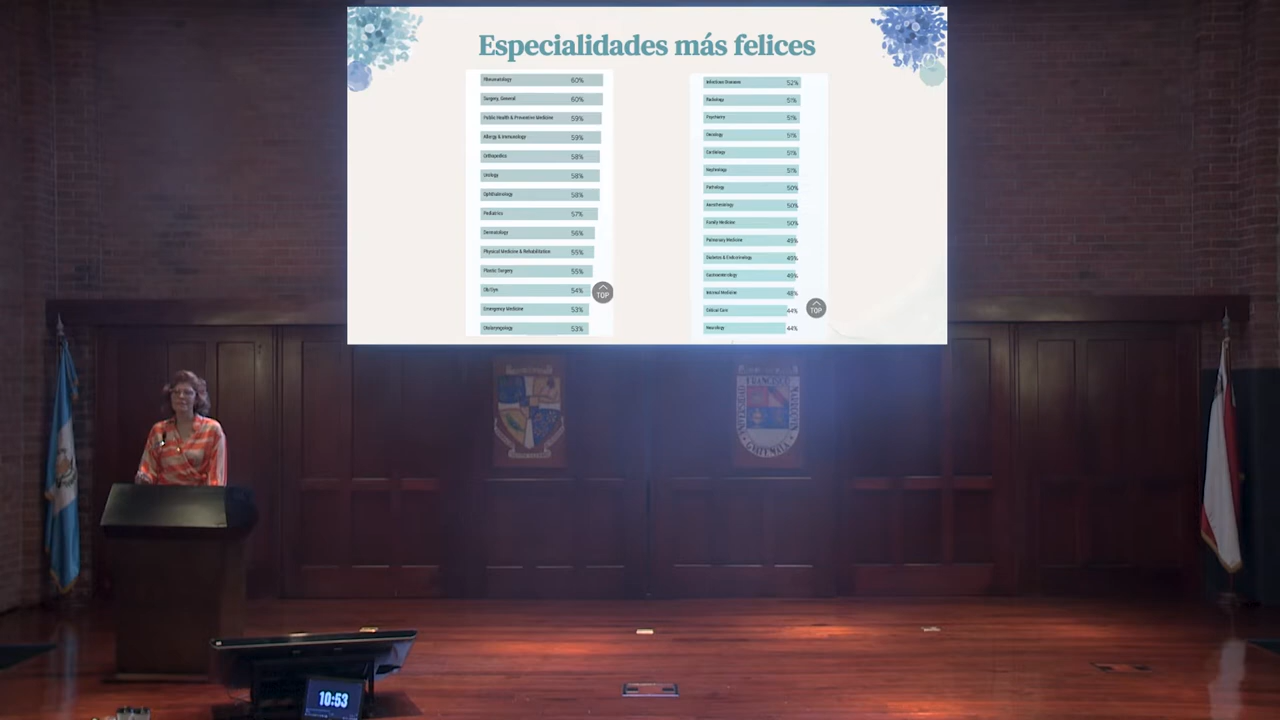 Especialidades más felices
Rheumatology 60%
Surgery, General 60%
Public Health & Preventive Medicine 59%
Allergy & Immunology 59%
Orthopedics 58%
Urology 58%
Ophthalmology 58%
Pediatrics 57%
Dermatology 56%
Physical Medicine & Rehabilitation 55%
Plastic Surgery 55%
Ob/Gyn 54%
Emergency Medicine 53%
Otolaryngology 53%
TOP
Infectious Diseases 52%
Radiology 51%
Psychiatry 51%
Oncology 51%
Cardiology 51%
Nephrology 51%
Pathology 50%
Anesthesiology 50%
Family Medicine 50%
Pulmonary Medicine 49%
Diabetes & Endocrinology 49%
Gastroenterology 49%
Internal Medicine 48%
Critical Care 44%
Neurology 44%
TOP
FRANCISCO
MARROQUIN
GUATEMALA
10:53